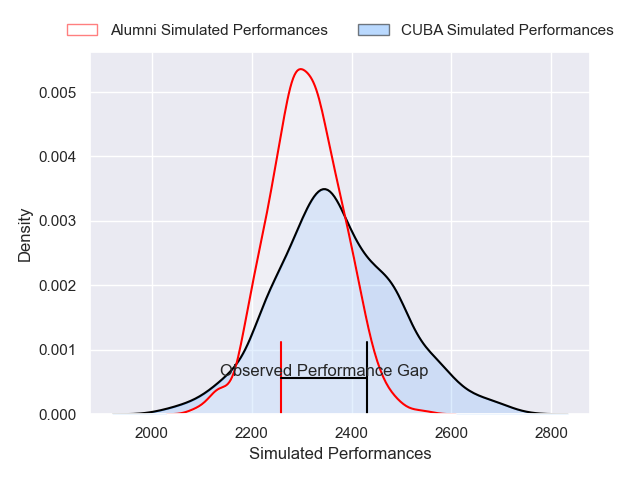 Alumni Simulated Performances
CUBA Simulated Performances
0.005
0.004
0.003
0.002
0.001
0.000
Density
Observed Performance Gap
2000
2200
2400
2600
2800
Simulated Performances